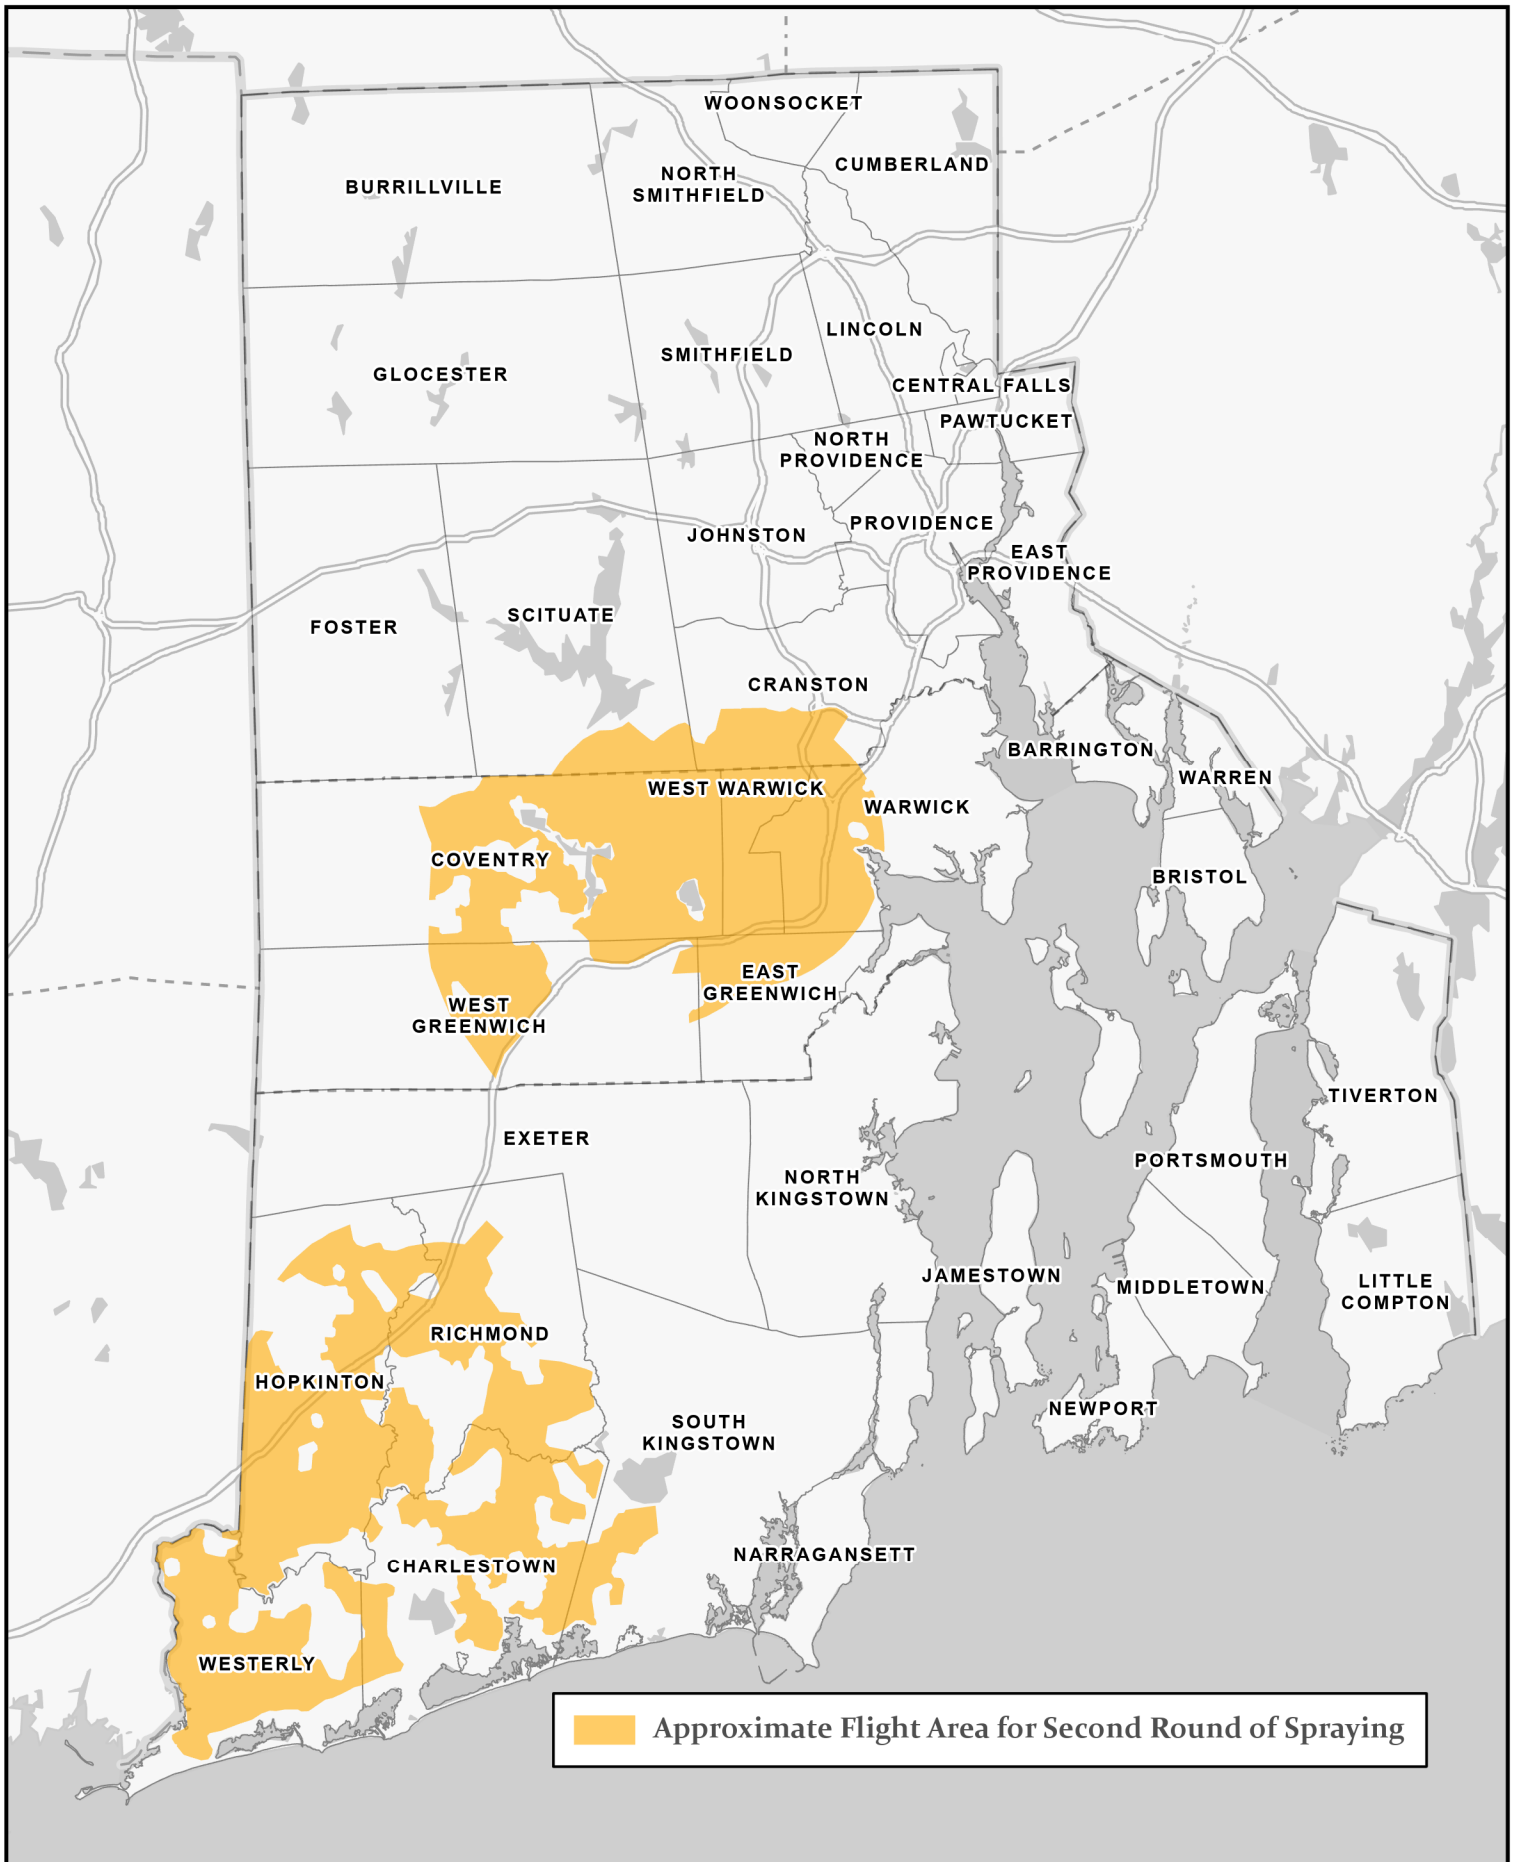 WOONSOCKET
CUMBERLAND
NORTH
SMITHFIELD
BURRILLVILLE
LINCOLN
SMITHFIELD
GLOCESTER
CENTRAL FALLS
PAWTUCKET
NORTH
PROVIDENCE
PROVIDENCE
JOHNSTON
EAST
PROVIDENCE
SCITUATE
FOSTER
CRANSTON
BARRINGTON
WARREN
WEST WARWICK
WARWICK
COVENTRY
BRISTOL
EAST
GREENWICH
WEST
GREENWICH
TIVERTON
EXETER
PORTSMOUTH
NORTH
KINGSTOWN
JAMESTOWN
MIDDLETOWN
LITTLE
COMPTON
RICHMOND
HOPKINTON
NEWPORT
SOUTH
KINGSTOWN
NARRAGANSETT
CHARLESTOWN
WESTERLY
Approximate Flight Area for Second Round of Spraying